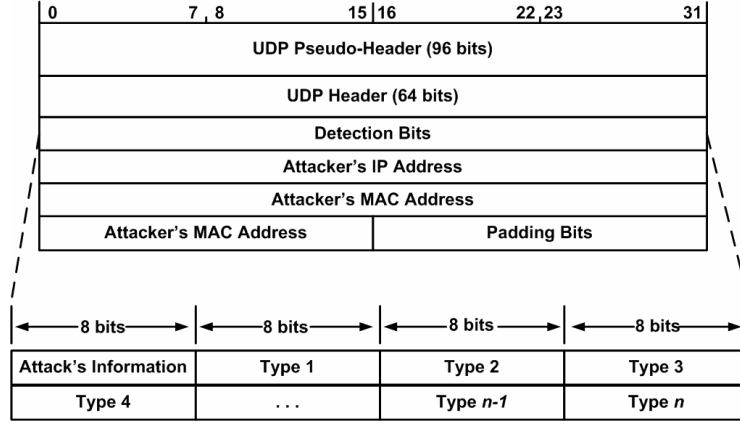 0 7 8 15 16 22 23 31
UDP Pseudo-Header (96 bits)
UDP Header (64 bits)
Detection Bits
Attacker's IP Address
Attacker's MAC Address
Attacker's MAC Address Padding Bits
8 bits 8 bits 8 bits 8 bits
Attack's Information Type 1 Type 2 Type 3
Type 4 . . . Type n-1 Type n